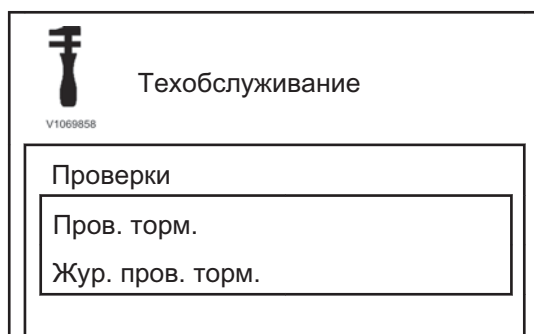 Техобслуживание
V1069858
Проверки
Пров. торм.
Жур. пров. торм.